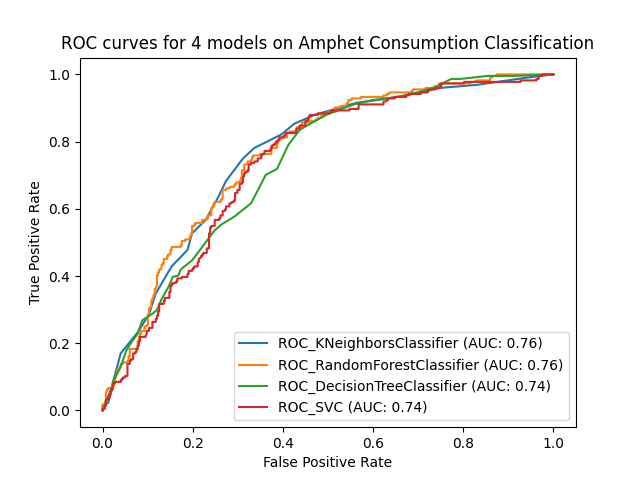 ROC curves for 4 models on Amphet Consumption Classification
True Positive Rate
1.0
0.8
0.6
0.4
0.2
0.0
ROC_KNeighborsClassifier (AUC: 0.76)
ROC_RandomForestClassifier (AUC: 0.76)
ROC_DecisionTreeClassifier (AUC: 0.74)
ROC_SVC (AUC: 0.74)
0.0 0.2 0.4 0.6 0.8 1.0
False Positive Rate